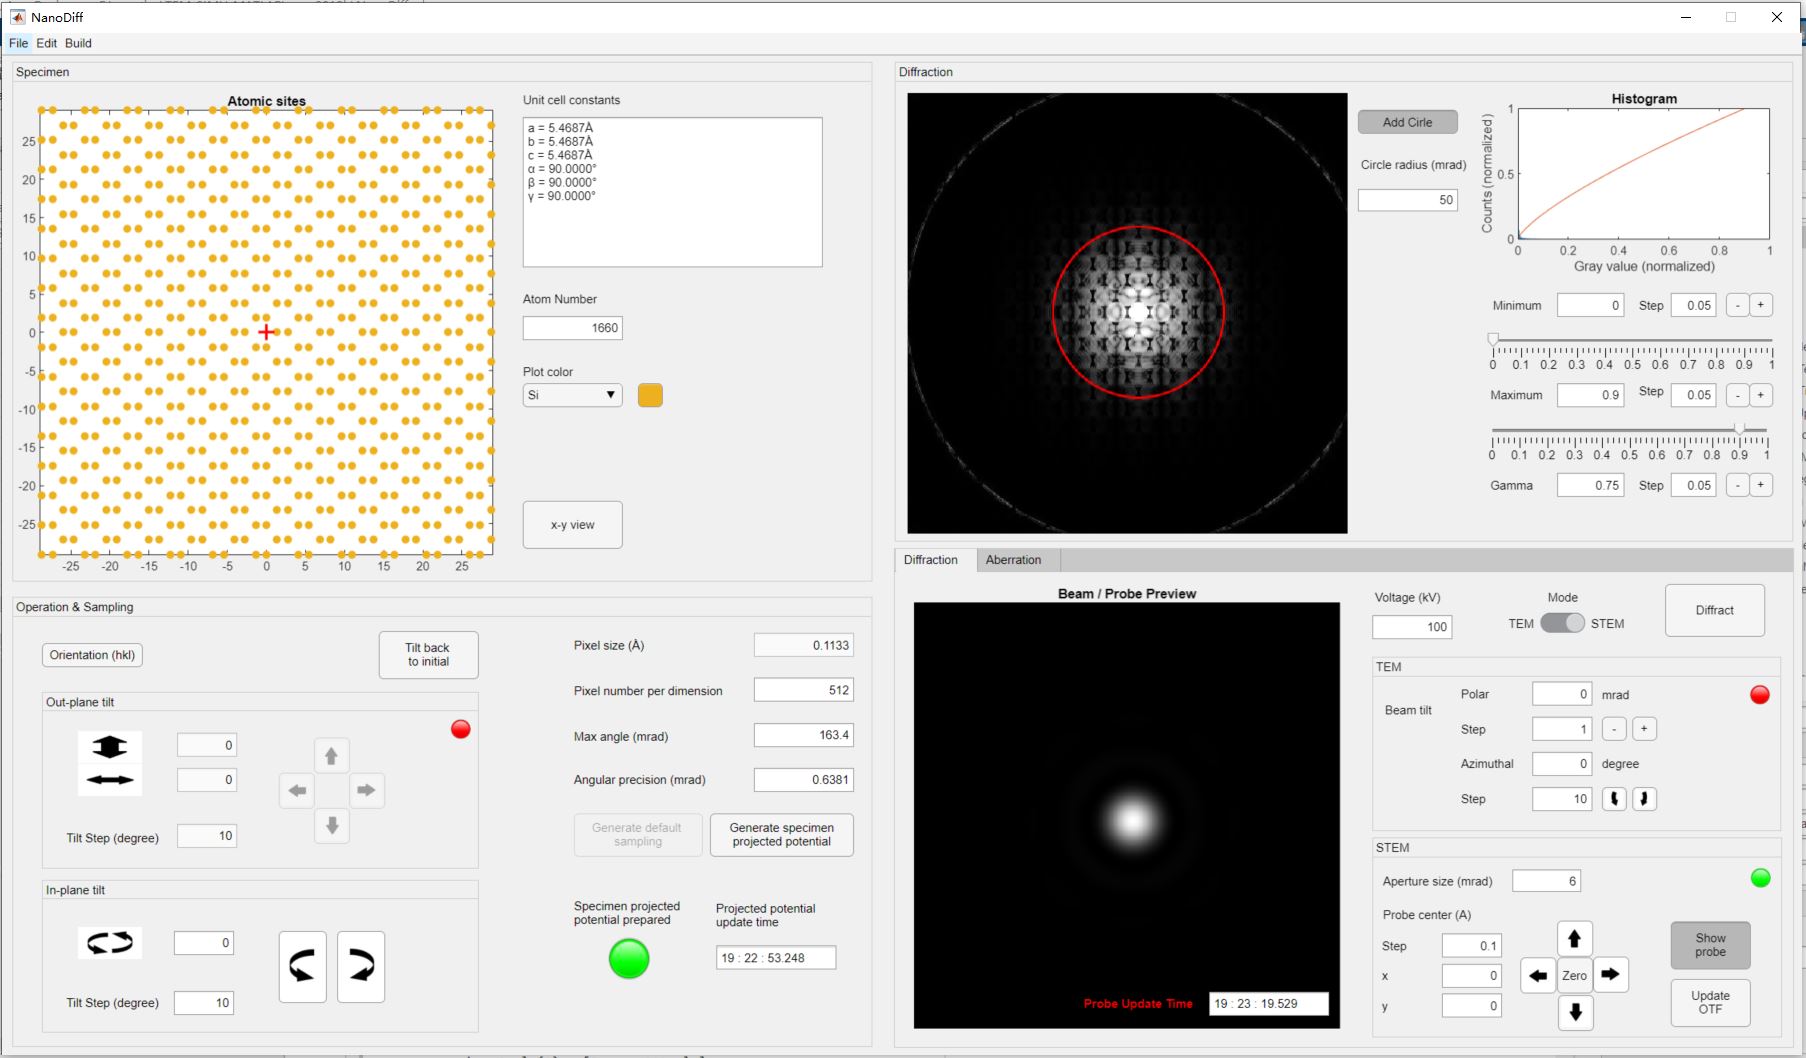 NanoDiff
File Edit Build
Specimen
Atomic sites
25
20
15
10
5
0
-5
-10
-15
-20
-25
-25 -20 -15 -10 -5 0 5 10 15 20 25
Unit cell constants
a = 5.4687Å
b = 5.4687Å
c = 5.4687Å
α = 90.0000°
β = 90.0000°
γ = 90.0000°
Atom Number
1660
Plot color
Si
x-y view
Operation & Sampling
Orientation (hkl)
Tilt back
to initial
Out-plane tilt
0
0
Tilt Step (degree) 10
In-plane tilt
0
Tilt Step (degree) 10
Pixel size (Å) 0.1133
Pixel number per dimension 512
Max angle (mrad) 163.4
Angular precision (mrad) 0.6381
Generate default
sampling
Generate specimen
projected potential
Specimen projected
potential prepared
Projected potential
update time
19 : 22 : 53.248
Diffraction
Add Cirle
Circle radius (mrad)
50
Histogram
Counts (normalized)
1
0.5
0
0 0.2 0.4 0.6 0.8 1
Gray value (normalized)
Minimum 0 Step 0.05 - +
0 0.1 0.2 0.3 0.4 0.5 0.6 0.7 0.8 0.9 1
Maximum 0.9 Step 0.05 - +
0 0.1 0.2 0.3 0.4 0.5 0.6 0.7 0.8 0.9 1
Gamma 0.75 Step 0.05 - +
Diffraction Aberration
Beam / Probe Preview
Probe Update Time 19 : 23 : 19.529
Voltage (kV)
100
Mode
TEM STEM
Diffract
TEM
Beam tilt
Polar 0 mrad
Step 1 - +
Azimuthal 0 degree
Step 10
STEM
Aperture size (mrad) 6
Probe center (A)
Step 0.1
x 0
y 0
Zero
Show
probe
Update
OTF